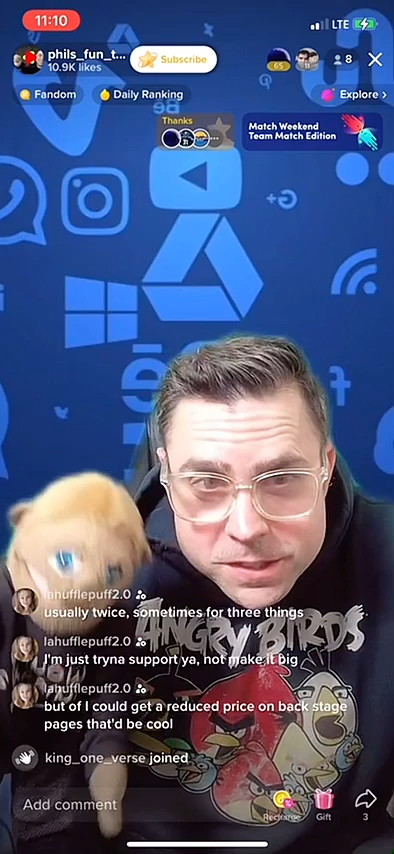 11:10
LTE
phils_fun_t...
10.9K likes
Subscribe
65
8
Fandom
Daily Ranking
Explore
Bē
Thanks
Match Weekend
Team Match Edition
G+
lahufflepuff2.0
usually twice, sometimes for three things
ANGRY BIRDS
lahufflepuff2.0
I'm just tryna support ya, not make it big
lahufflepuff2.0
but of I could get a reduced price on back stage
pages that'd be cool
king_one_verse joined
Add comment
Recharge
Gift
3